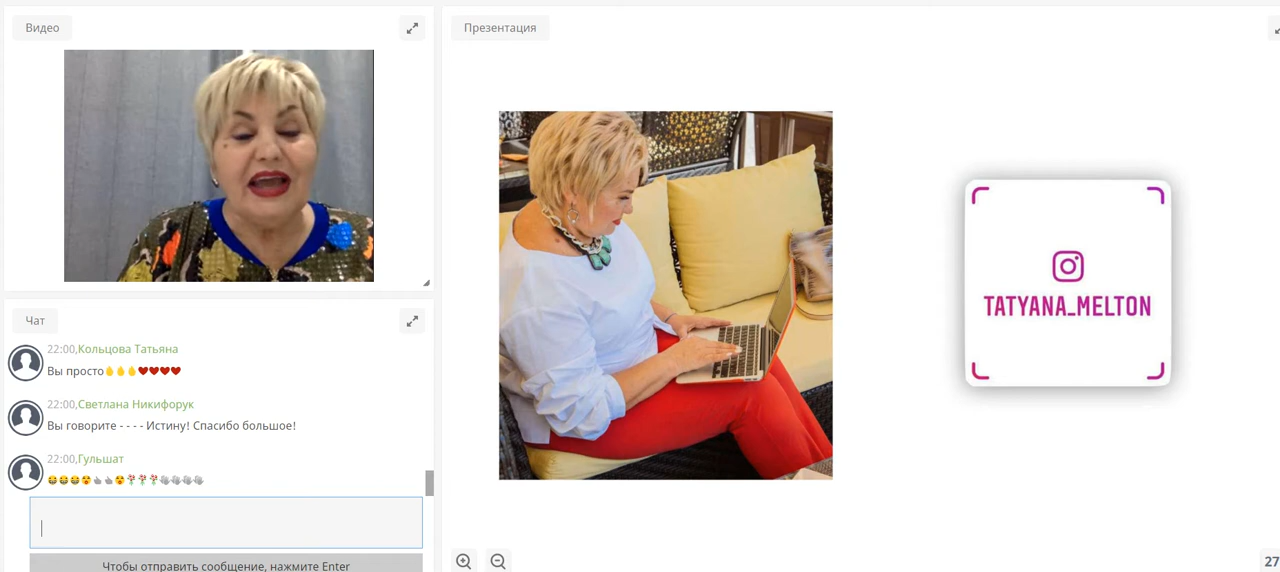 Видео
Чат
22:00,Кольцова Татьяна
Вы просто
22:00,Светлана Никифорук
Вы говорите - - - - Истину! Спасибо большое!
22:00,Гульшат
Чтобы отправить сообщение, нажмите Enter
Презентация
TATYANA_MELTON
27